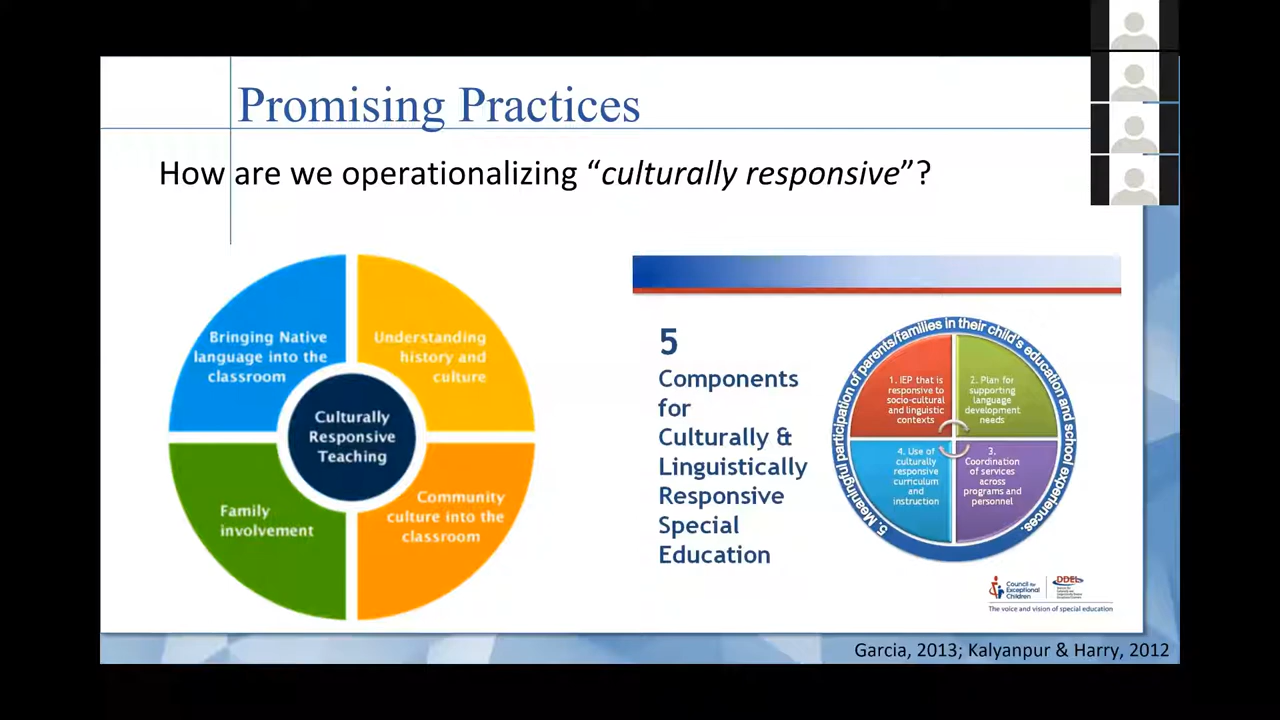 Promising Practices
How are we operationalizing “culturally responsive”?
Bringing Native
language into the
classroom
Understanding
history and
culture
Culturally
Responsive
Teaching
Family
involvement
Community
culture into the
classroom
5
Components
for
Culturally &
Linguistically
Responsive
Special
Education
5. Meaningful participation of parents/families in their child's education and school experiences.
1. IEP that is
responsive to
socio-cultural
and linguistic
contexts
2. Plan for
supporting
language
development
needs
4. Use of
culturally
responsive
curriculum
and
instruction
3.
Coordination
of services
across
programs and
personnel
Council for
Exceptional
Children
DDEL
The voice and vision of special education
Garcia, 2013; Kalyanpur & Harry, 2012